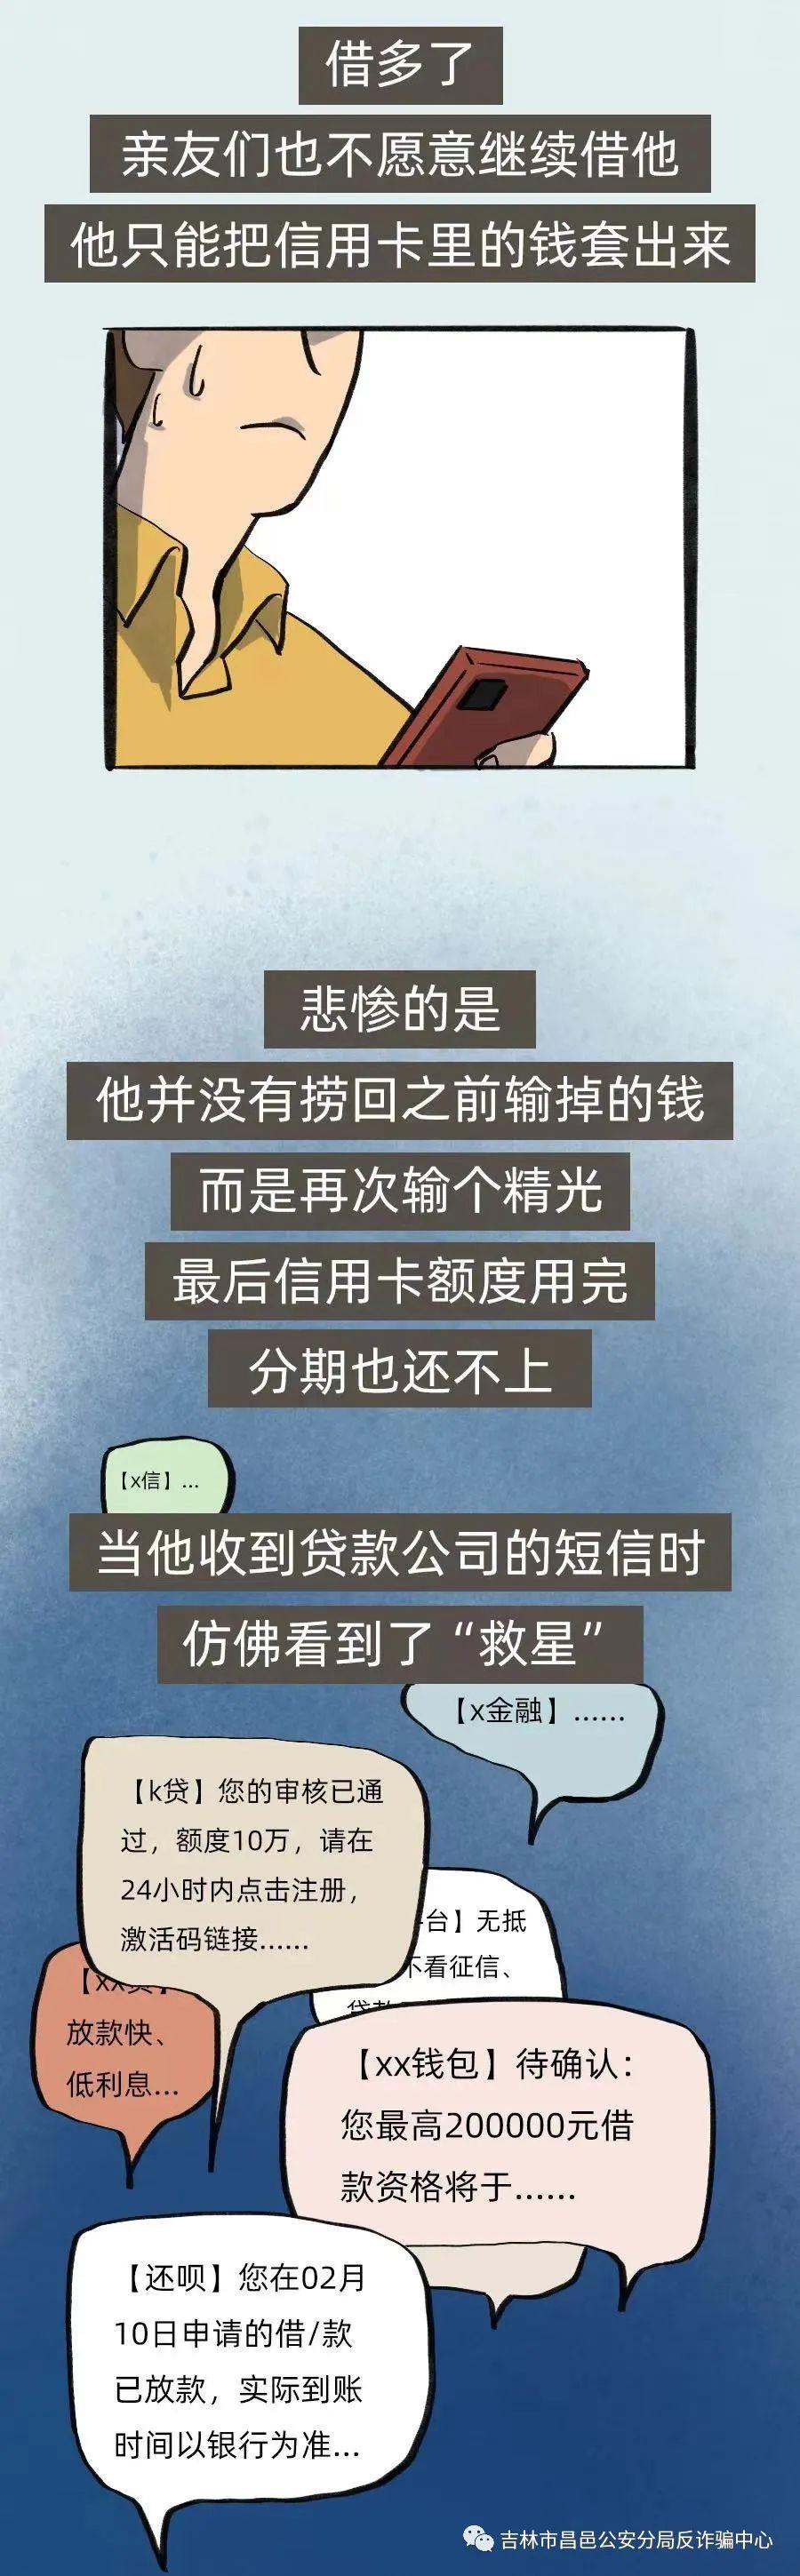 借多了
亲友们也不愿意继续借他
他只能把信用卡里的钱套出来
悲惨的是
他并没有捞回之前输掉的钱
而是再次输个精光
最后信用卡额度用完
分期也还不上
【x信】...
当他收到贷款公司的短信时
仿佛看到了“救星”
【x金融】……
【k贷】您的审核已通
过，额度10万，请在
24小时内点击注册，
激活码链接……
台】无抵
不看征信、
贷款
【xx贷】
放款快、
低利息...
【xx钱包】待确认：
您最高200000元借
款资格将于……
【还呗】您在02月
10日申请的借/款
已放款，实际到账
时间以银行为准...
吉林市昌邑公安分局反诈骗中心